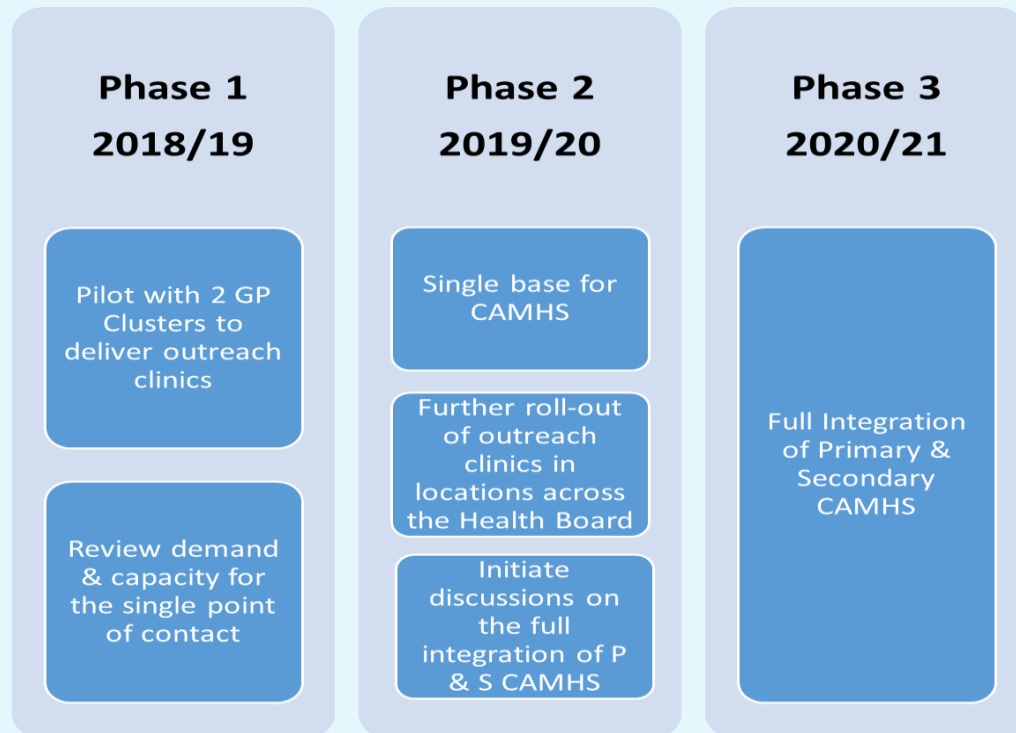 Phase 1
2018/19
Pilot with 2 GP
Clusters to
deliver outreach
clinics
Review demand
& capacity for
the single point
of contact
Phase 2
2019/20
Single base for
CAMHS
Further roll-out
of outreach
clinics in
locations across
the Health Board
Initiate
discussions on
the full
integration of P
& S CAMHS
Phase 3
2020/21
Full Integration
of Primary &
Secondary
CAMHS